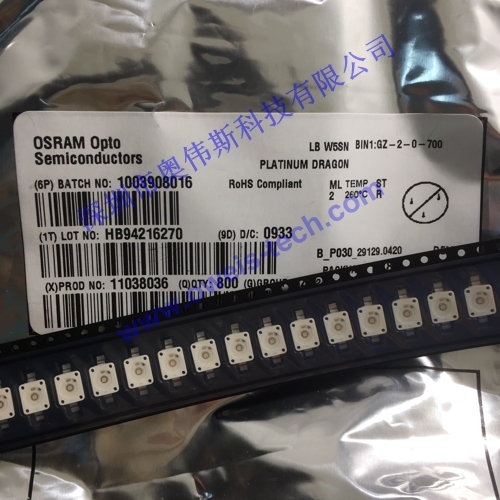 OSRAM Opto
Semiconductors
LB W5SN BIN1:GZ-2-0-700
PLATINUM DRAGON
(6P) BATCH NO: 1003908016
RoHS Compliant
ML TEMP ST
2 260°C R
(1T) LOT NO: HB94216270
(9D) D/C: 0933
B_P030_29129.0420
(X)PROD NO: 11038036
(Q)QTY: 800
(G)GROUP
深圳市奥伟斯科技有限公司